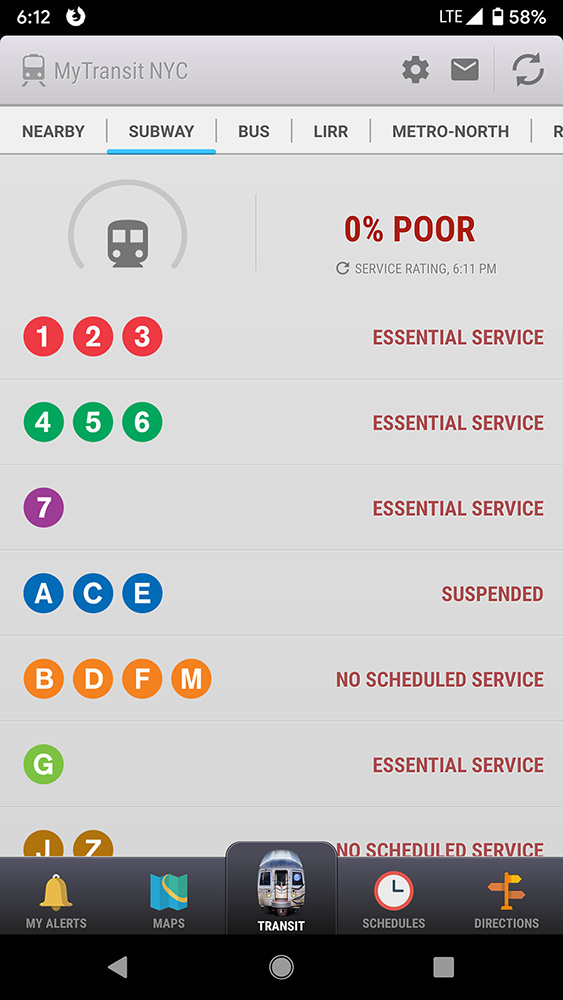 6:12 LTE 58%
MyTransit NYC
NEARBY SUBWAY BUS LIRR METRO-NORTH R
0% POOR
SERVICE RATING, 6:11 PM
1 2 3 ESSENTIAL SERVICE
4 5 6 ESSENTIAL SERVICE
7 ESSENTIAL SERVICE
A C E SUSPENDED
B D F M NO SCHEDULED SERVICE
G ESSENTIAL SERVICE
J Z NO SCHEDULED SERVICE
MY ALERTS MAPS TRANSIT SCHEDULES DIRECTIONS